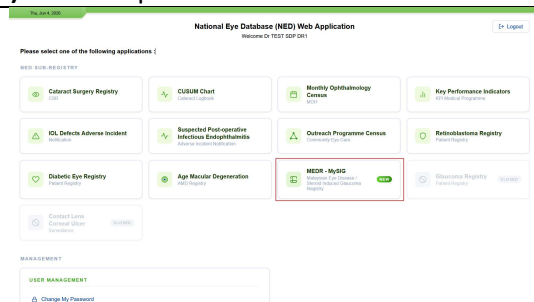 Thu, Jun 4, 2026
National Eye Database (NED) Web Application
Logout
Welcome Dr TEST SDP DR1
Please select one of the following applications :
NED SUB-REGISTRY
Cataract Surgery Registry
CSR
CUSUM Chart
Cataract Logbook
Monthly Ophthalmology
Census
MOH
Key Performance Indicators
KPI Medical Programme
IOL Defects Adverse Incident
Notification
Suspected Post-operative
Infectious Endophthalmitis
Adverse Incident Notification
Outreach Programme Census
Community Eye Care
Retinoblastoma Registry
Patient Registry
Diabetic Eye Registry
Patient Registry
Age Macular Degeneration
AMD Registry
MEDR - MySIG
Malaysian Eye Disease /
Steroid Induced Glaucoma
Registry
NEW
Glaucoma Registry
Patient Registry
CLOSED
Contact Lens
Corneal Ulcer
Surveillance
CLOSED
MANAGEMENT
USER MANAGEMENT
Change My Password